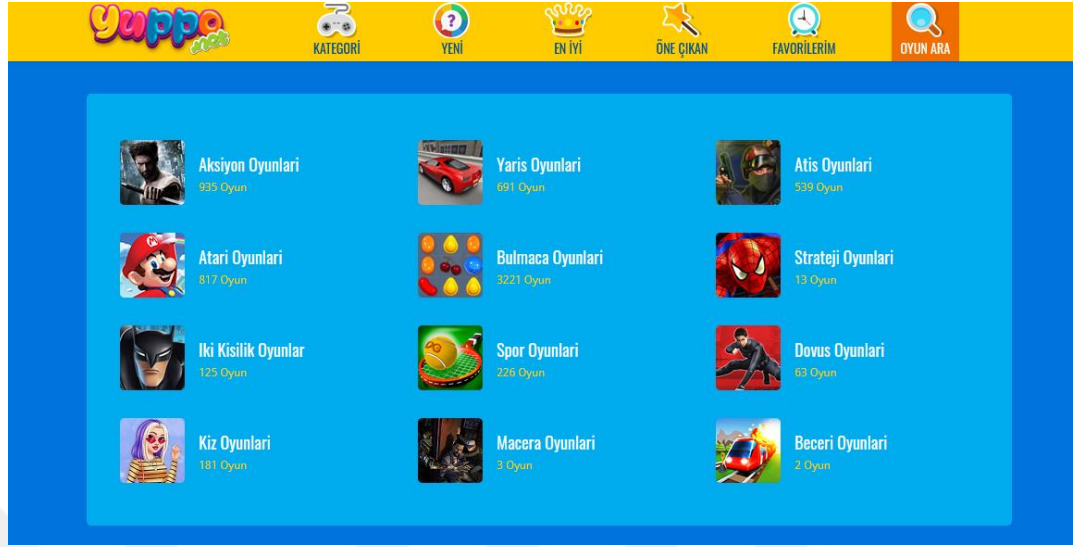 Yuppo
.net
KATEGORİ
YENİ
EN İYİ
ÖNE ÇIKAN
FAVORİLERİM
OYUN ARA
Aksiyon Oyunlari
935 Oyun
Yaris Oyunlari
691 Oyun
Atis Oyunlari
539 Oyun
Atari Oyunlari
817 Oyun
Bulmaca Oyunlari
3221 Oyun
Strateji Oyunlari
13 Oyun
Iki Kisilik Oyunlar
125 Oyun
Spor Oyunlari
226 Oyun
Dovus Oyunlari
63 Oyun
Kiz Oyunlari
181 Oyun
Macera Oyunlari
3 Oyun
Beceri Oyunlari
2 Oyun